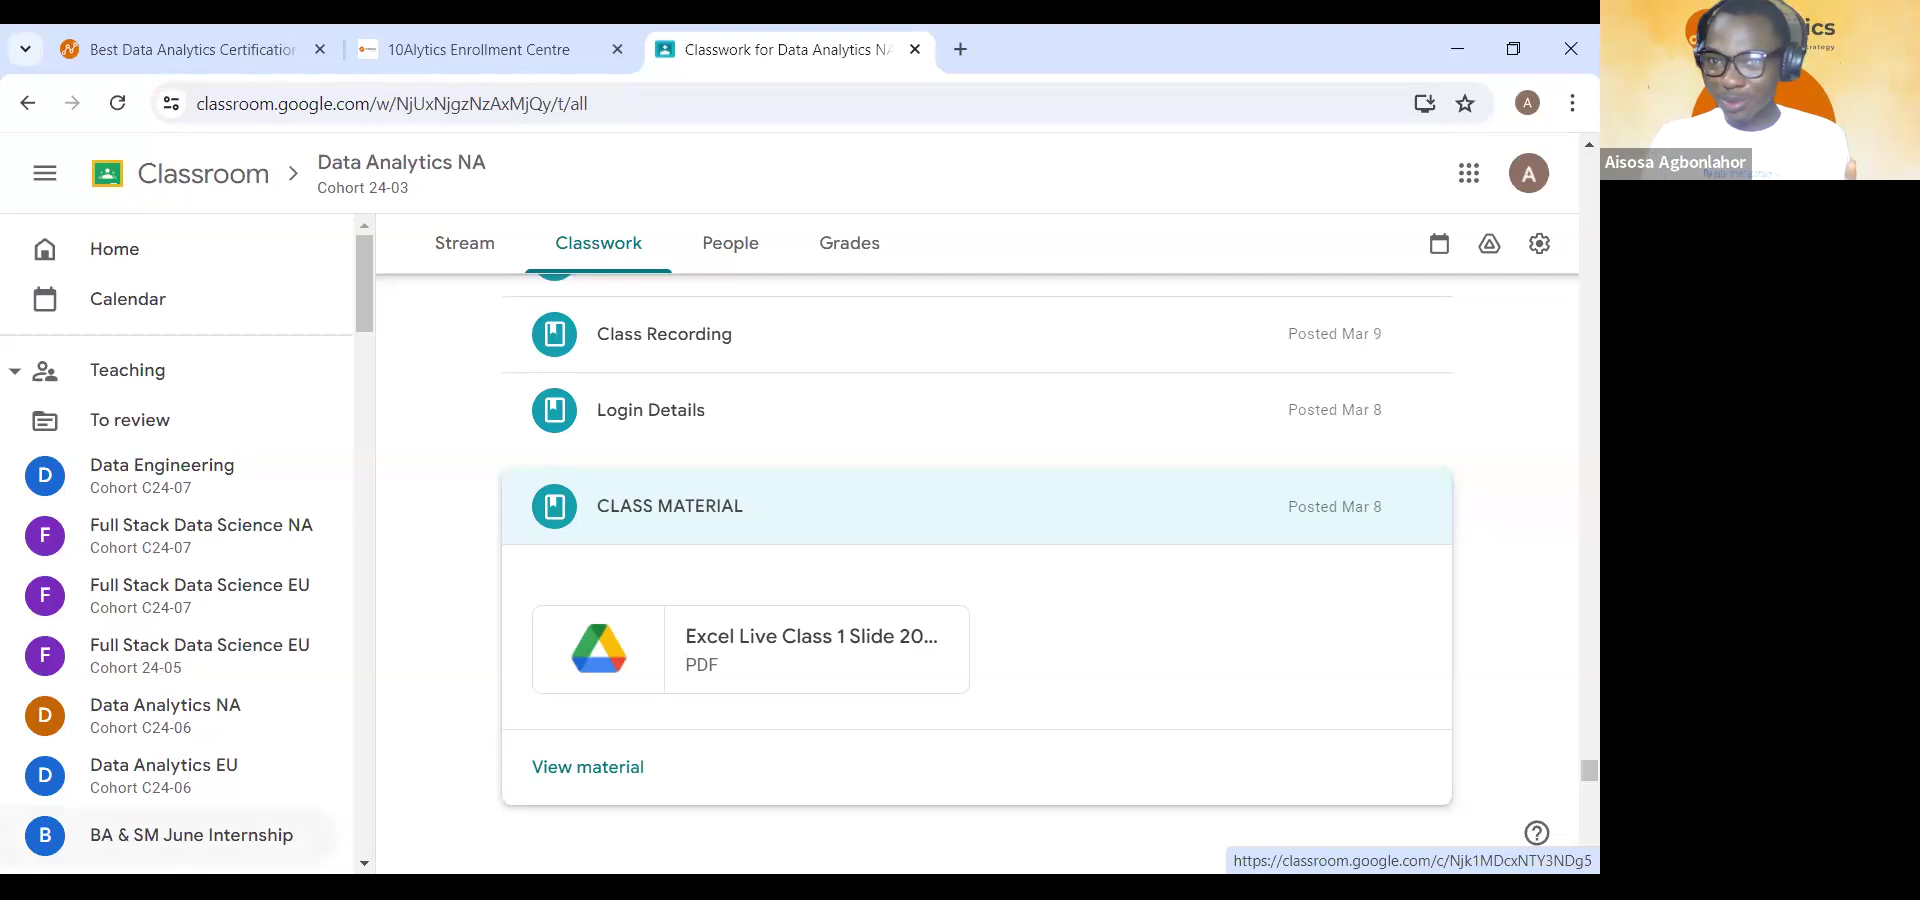 Best Data Analytics Certificatio
10Alytics Enrollment Centre
Classwork for Data Analytics NA
classroom.google.com/w/NjUxNjgzNzAxMjQy/t/all
A
Classroom
Data Analytics NA
Cohort 24-03
A
Home
Calendar
Teaching
To review
D
Data Engineering
Cohort C24-07
F
Full Stack Data Science NA
Cohort C24-07
F
Full Stack Data Science EU
Cohort C24-07
F
Full Stack Data Science EU
Cohort 24-05
D
Data Analytics NA
Cohort C24-06
D
Data Analytics EU
Cohort C24-06
B
BA & SM June Internship
Stream
Classwork
People
Grades
Class Recording
Posted Mar 9
Login Details
Posted Mar 8
CLASS MATERIAL
Posted Mar 8
Excel Live Class 1 Slide 20...
PDF
View material
https://classroom.google.com/c/Njk1MDcxNTY3NDg5
ics
Aisosa Agbonlahor